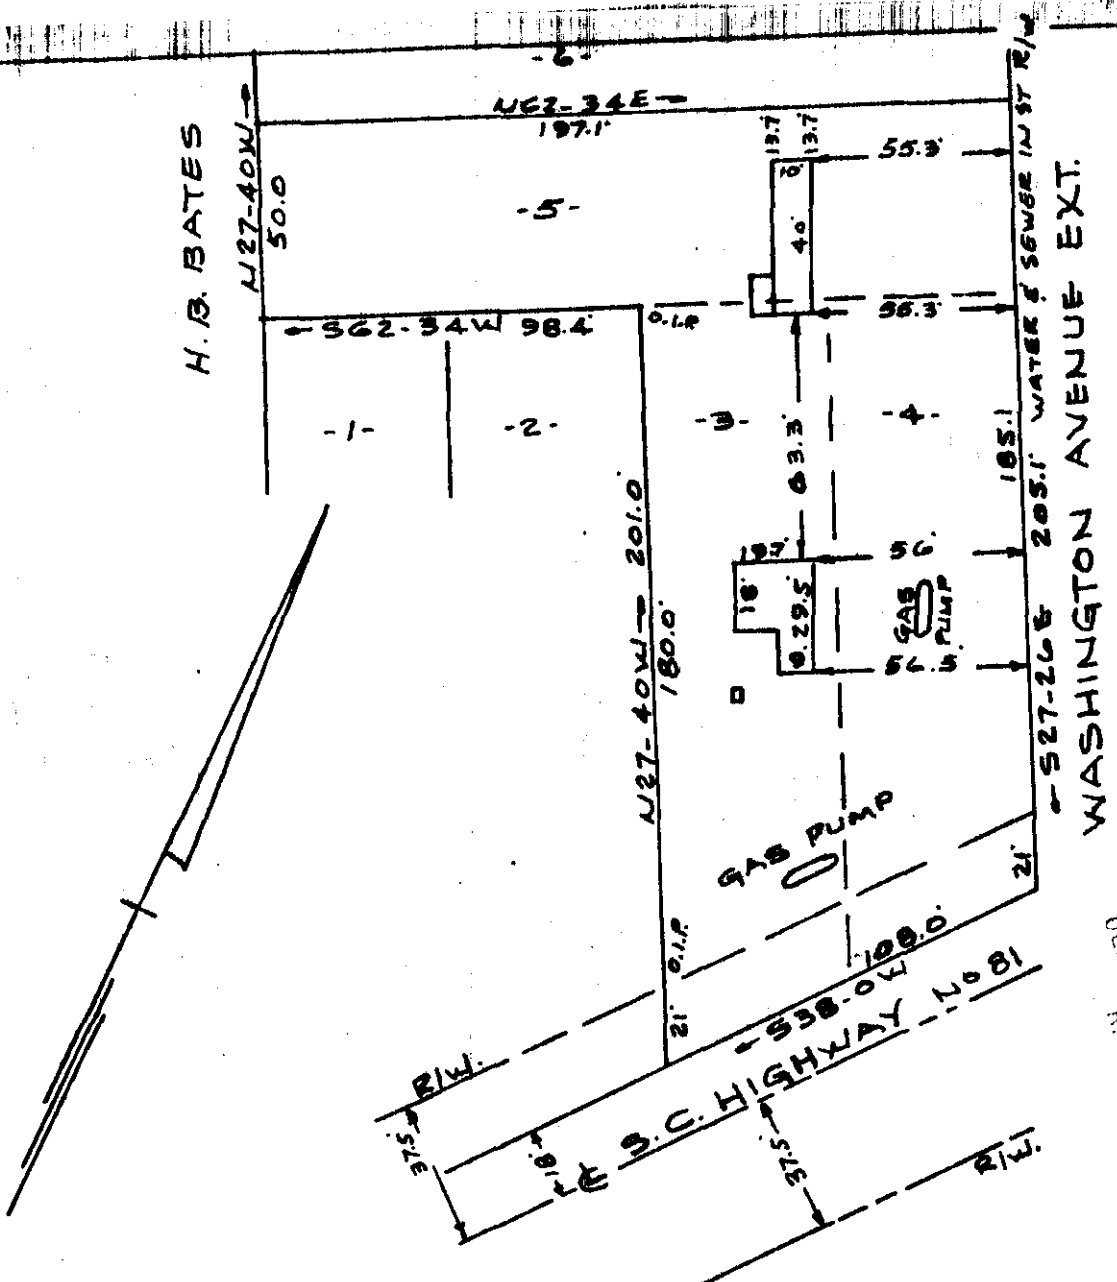 -6-
N62-34E
197.1'
H. B. BATES
N27-40W
50.0
-5-
13.7'
13.7'
40'
55.3'
S62-34W 98.4'
O.I.P.
-1-
-2-
-3-
-4-
63.3'
N27-40W 201.0'
180.0'
19.7'
18'
29.5'
56'
56.5'
GAS
PUMP
185.1
S27-26E 205.1' WATER & SEWER IN ST R/W
WASHINGTON AVENUE EXT.
GAS PUMP
21'
O.I.P.
21'
108.0'
S38-0W
S.C. HIGHWAY No 81
R/W.
37.5'
18'
37.5'
R/W.